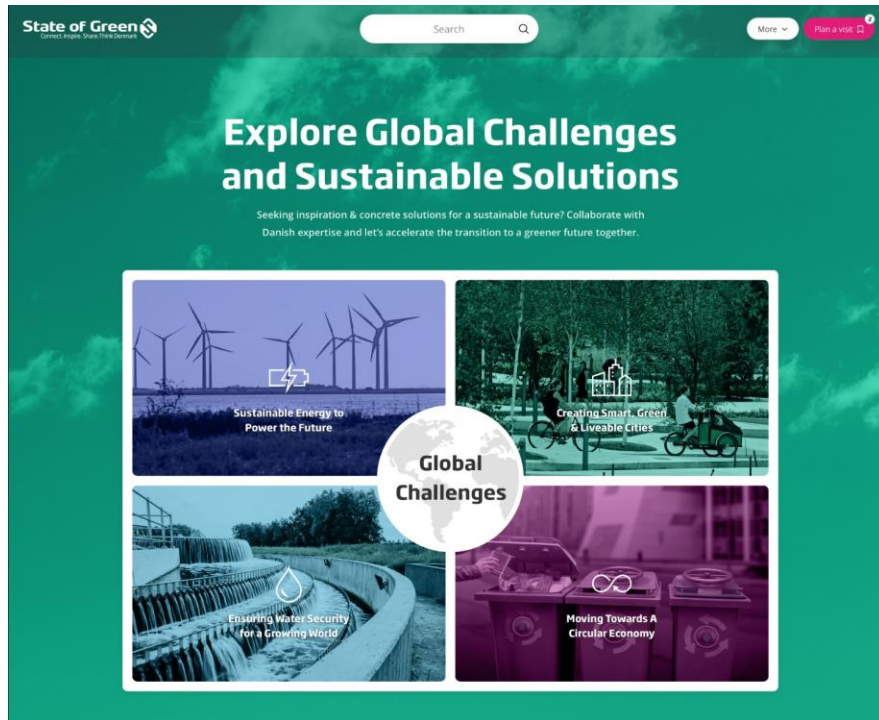 State of Green
Connect. Inspire. Share. Think Denmark
Search
More
Plan a visit
2
Explore Global Challenges
and Sustainable Solutions
Seeking inspiration & concrete solutions for a sustainable future? Collaborate with
Danish expertise and let's accelerate the transition to a greener future together.
Sustainable Energy to
Power the Future
Creating Smart, Green
& Liveable Cities
Global
Challenges
Ensuring Water Security
for a Growing World
Moving Towards A
Circular Economy